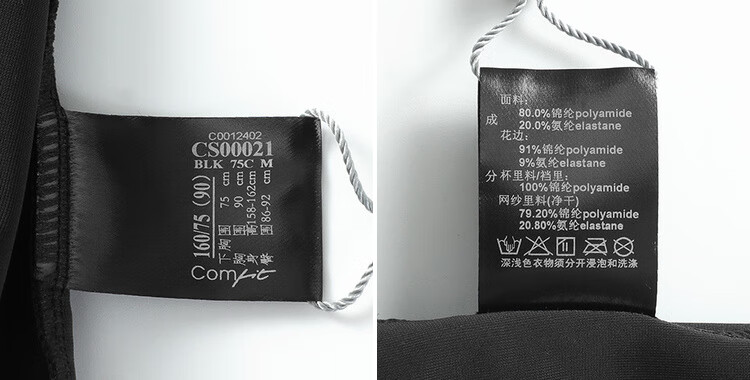 C0012402
CS00021
BLK 75C M
160/75 (90)
下胸围 75 cm
胸围 90 cm
身高158-162cm
臀围 86-92 cm
Comfit
面料:
80.0%锦纶polyamide
成 20.0%氨纶elastane
花边:
91%锦纶polyamide
9%氨纶elastane
分 杯里料/裆里:
100%锦纶polyamide
网纱里料(净干)
79.20%锦纶polyamide
20.80%氨纶elastane
深浅色衣物须分开浸泡和洗涤